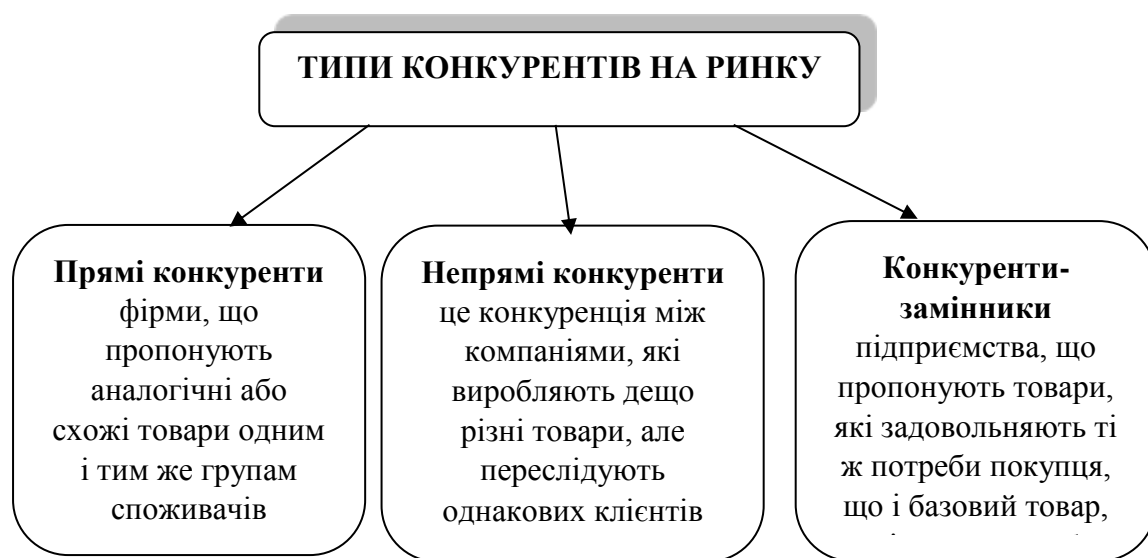 ТИПИ КОНКУРЕНТІВ НА РИНКУ
Прямі конкуренти
фірми, що
пропонують
аналогічні або
схожі товари одним
і тим же групам
споживачів
Непрямі конкуренти
це конкуренція між
компаніями, які
виробляють дещо
різні товари, але
переслідують
однакових клієнтів
Конкуренти-
замінники
підприємства, що
пропонують товари,
які задовольняють ті
ж потреби покупця,
що і базовий товар,